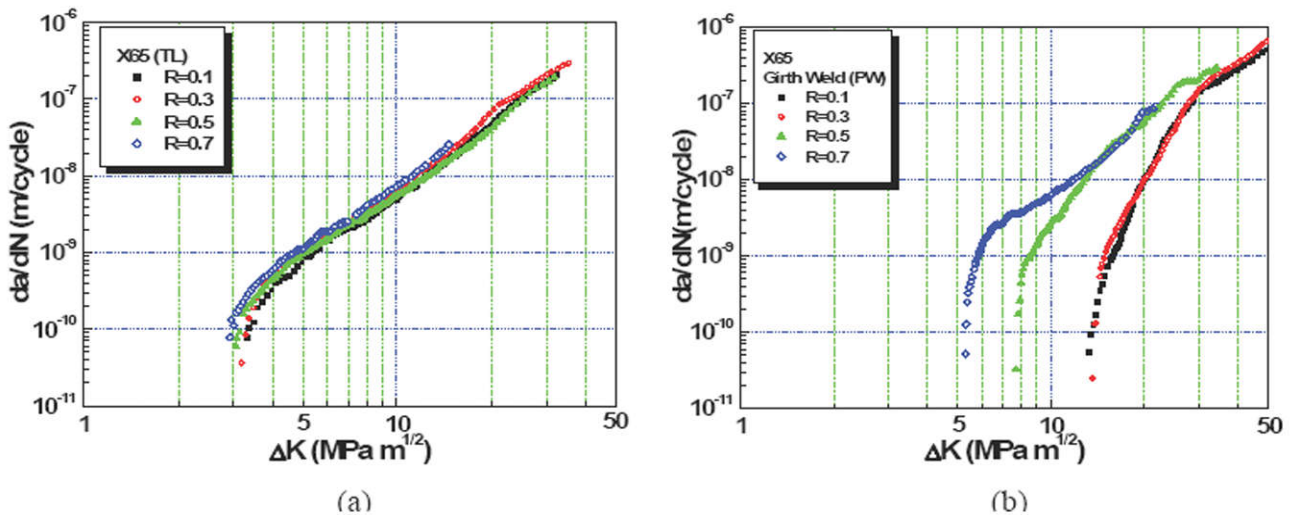 10⁻⁶
10⁻⁷
10⁻⁸
10⁻⁹
10⁻¹⁰
10⁻¹¹
da/dN (m/cycle)
X65 (TL)
R=0.1
R=0.3
R=0.5
R=0.7
1 5 10 50
ΔK (MPa m^1/2)
(a)
10⁻⁶
10⁻⁷
10⁻⁸
10⁻⁹
10⁻¹⁰
10⁻¹¹
da/dN(m/cycle)
X65
Girth Weld (PW)
R=0.1
R=0.3
R=0.5
R=0.7
1 5 10 50
ΔK (MPa m^1/2)
(b)